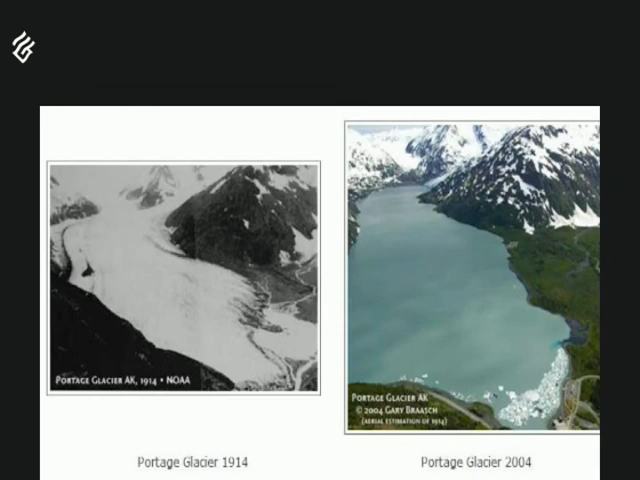 PORTAGE GLACIER AK, 1914 • NOAA
PORTAGE GLACIER AK
© 2004 GARY BRAASCH
(AERIAL ESTIMATION OF 1914)
Portage Glacier 1914
Portage Glacier 2004